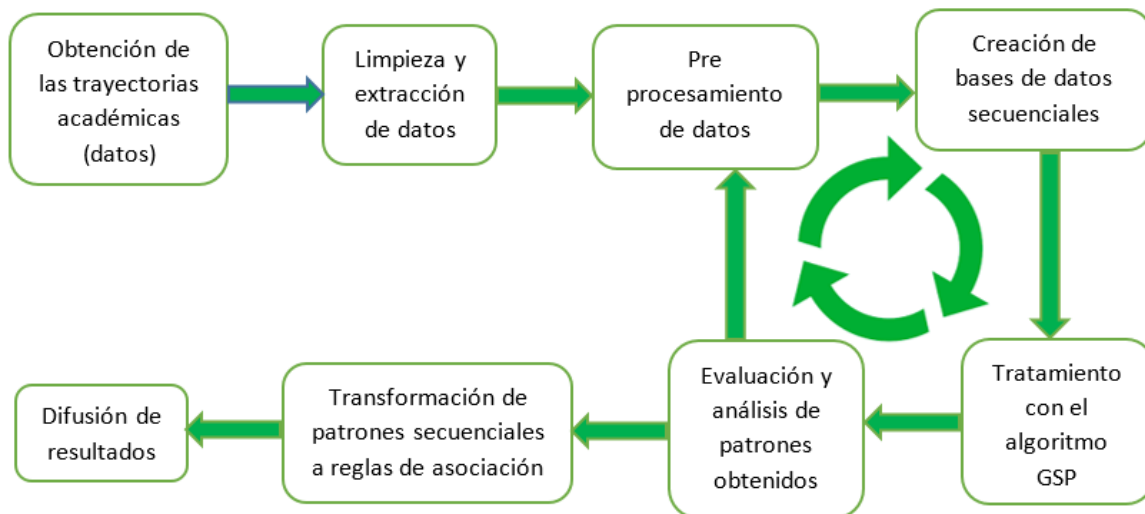 Obtención de
las trayectorias
académicas
(datos)
Limpieza y
extracción
de datos
Pre
procesamiento
de datos
Creación de
bases de datos
secuenciales
Tratamiento
con el
algoritmo
GSP
Evaluación y
análisis de
patrones
obtenidos
Transformación de
patrones secuenciales
a reglas de asociación
Difusión de
resultados